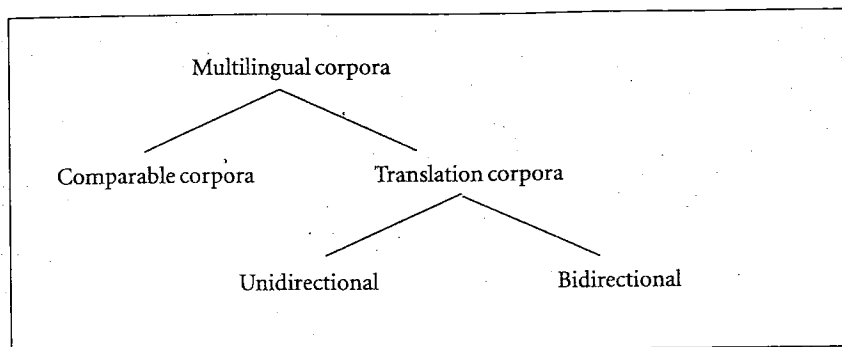 Multilingual corpora
Comparable corpora Translation corpora
Unidirectional Bidirectional